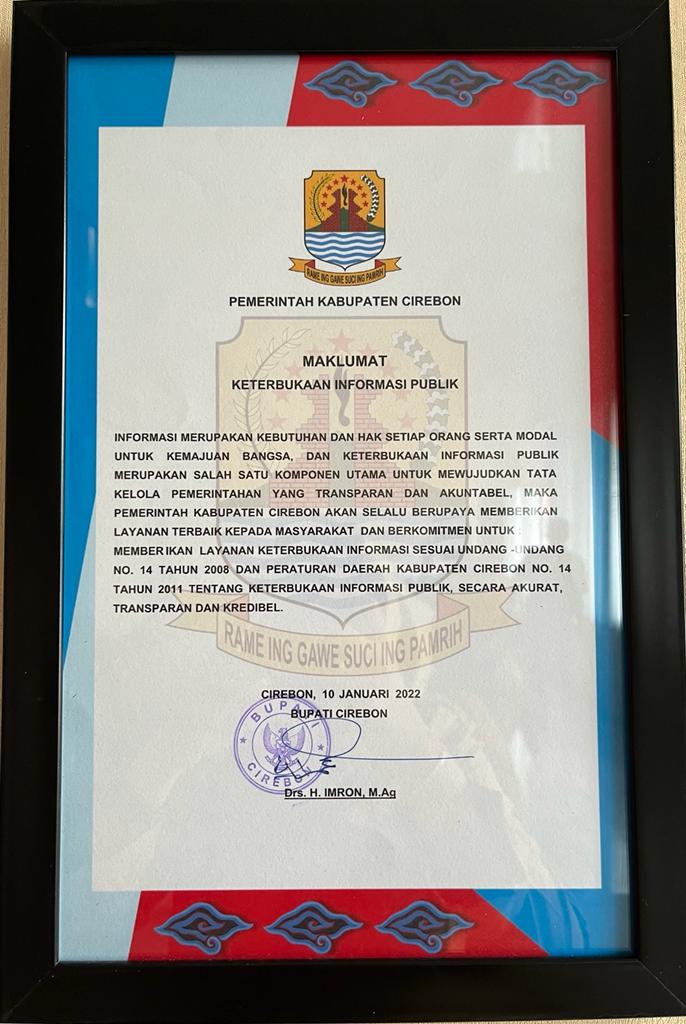 RAME ING GAWE SUCI ING PAMRIH
PEMERINTAH KABUPATEN CIREBON
MAKLUMAT
KETERBUKAAN INFORMASI PUBLIK
INFORMASI MERUPAKAN KEBUTUHAN DAN HAK SETIAP ORANG SERTA MODAL
UNTUK KEMAJUAN BANGSA, DAN KETERBUKAAN INFORMASI PUBLIK
MERUPAKAN SALAH SATU KOMPONEN UTAMA UNTUK MEWUJUDKAN TATA
KELOLA PEMERINTAHAN YANG TRANSPARAN DAN AKUNTABEL, MAKA
PEMERINTAH KABUPATEN CIREBON AKAN SELALU BERUPAYA MEMBERIKAN
LAYANAN TERBAIK KEPADA MASYARAKAT DAN BERKOMITMEN UNTUK :
MEMBERIKAN LAYANAN KETERBUKAAN INFORMASI SESUAI UNDANG -UNDANG
NO. 14 TAHUN 2008 DAN PERATURAN DAERAH KABUPATEN CIREBON NO. 14
TAHUN 2011 TENTANG KETERBUKAAN INFORMASI PUBLIK, SECARA AKURAT,
TRANSPARAN DAN KREDIBEL.
RAME ING GAWE SUCI ING PAMRIH
CIREBON, 10 JANUARI 2022
BUPATI CIREBON
BUPATI
CIREBON
Drs. H. IMRON, M.Ag